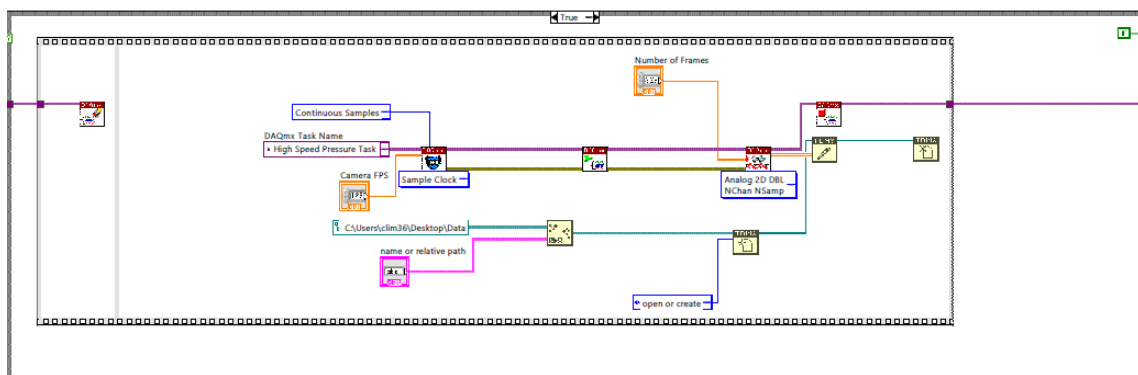 True
Number of Frames
Continuous Samples
DAQmx Task Name
High Speed Pressure Task
Sample Clock
Analog 2D DBL
NChan NSamp
Camera FPS
C:\Users\clim36\Desktop\Data
name or relative path
open or create